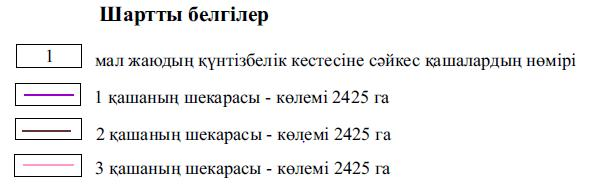 Шартты белгілер
1 мал жаюдың күнтізбелік кестесіне сәйкес қашалардың нөмірі
1 қашаның шекарасы - көлемі 2425 га
2 қашаның шекарасы - көлемі 2425 га
3 қашаның шекарасы - көлемі 2425 га